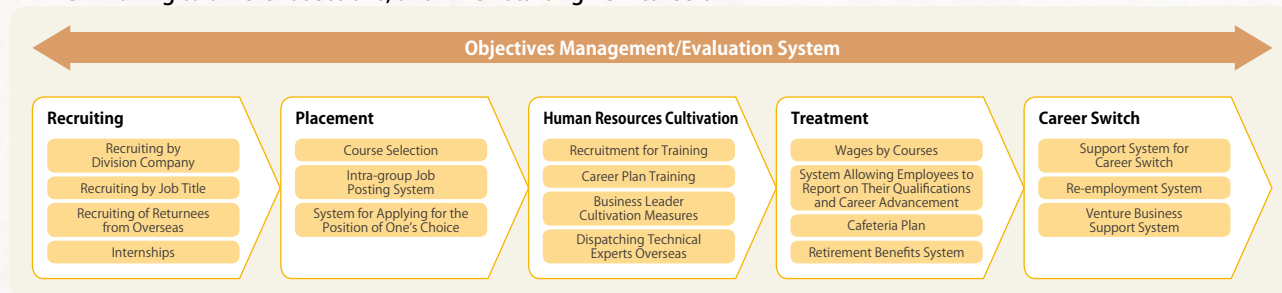 Objectives Management/Evaluation System
Recruiting
Recruiting by
Division Company
Recruiting by Job Title
Recruiting of Returnees
from Overseas
Internships
Placement
Course Selection
Intra-group Job
Posting System
System for Applying for the
Position of One's Choice
Human Resources Cultivation
Recruitment for Training
Career Plan Training
Business Leader
Cultivation Measures
Dispatching Technical
Experts Overseas
Treatment
Wages by Courses
System Allowing Employees to
Report on Their Qualifications
and Career Advancement
Cafeteria Plan
Retirement Benefits System
Career Switch
Support System for
Career Switch
Re-employment System
Venture Business
Support System